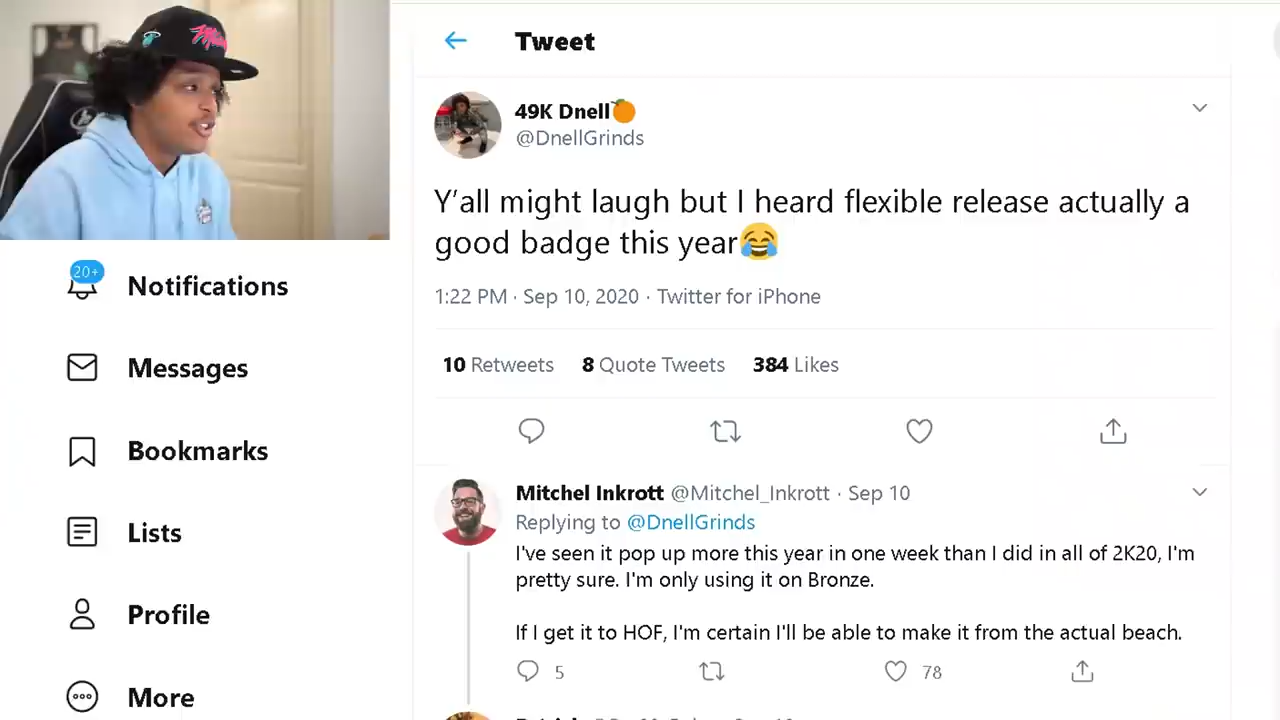 Tweet
49K Dnell🍊
@DnellGrinds
Y'all might laugh but I heard flexible release actually a
good badge this year😂
1:22 PM · Sep 10, 2020 · Twitter for iPhone
10 Retweets 8 Quote Tweets 384 Likes
Mitchel Inkrott @Mitchel_Inkrott · Sep 10
Replying to @DnellGrinds
I've seen it pop up more this year in one week than I did in all of 2K20, I'm
pretty sure. I'm only using it on Bronze.
If I get it to HOF, I'm certain I'll be able to make it from the actual beach.
5 78
20+
Notifications
Messages
Bookmarks
Lists
Profile
More